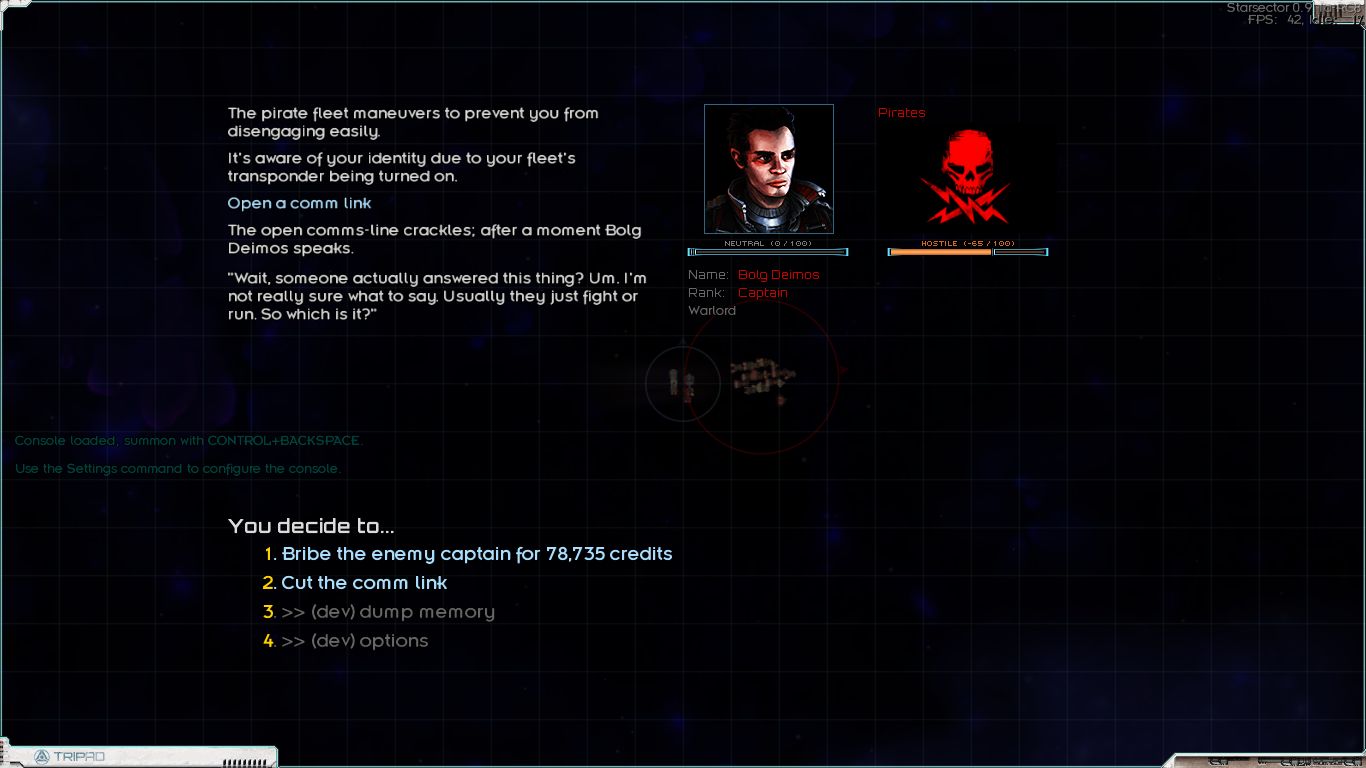 Starsector 0.9
FPS: 42, Idle:
The pirate fleet maneuvers to prevent you from
disengaging easily.
It's aware of your identity due to your fleet's
transponder being turned on.
Open a comm link
The open comms-line crackles; after a moment Bolg
Deimos speaks.
"Wait, someone actually answered this thing? Um. I'm
not really sure what to say. Usually they just fight or
run. So which is it?"
Pirates
NEUTRAL (0 / 100)
HOSTILE (-65 / 100)
Name: Bolg Deimos
Rank: Captain
Warlord
Console loaded, summon with CONTROL+BACKSPACE.
Use the Settings command to configure the console.
You decide to...
1. Bribe the enemy captain for 78,735 credits
2. Cut the comm link
3. >> (dev) dump memory
4. >> (dev) options
TRIPAD